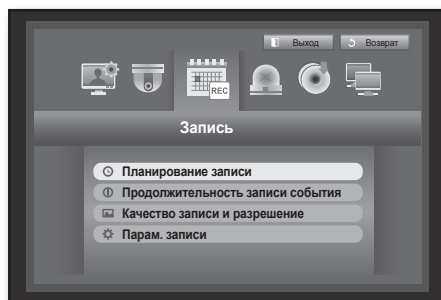 Выход
Возврат
REC
Запись
Планирование записи
Продолжительность записи события
Качество записи и разрешение
Парам. записи